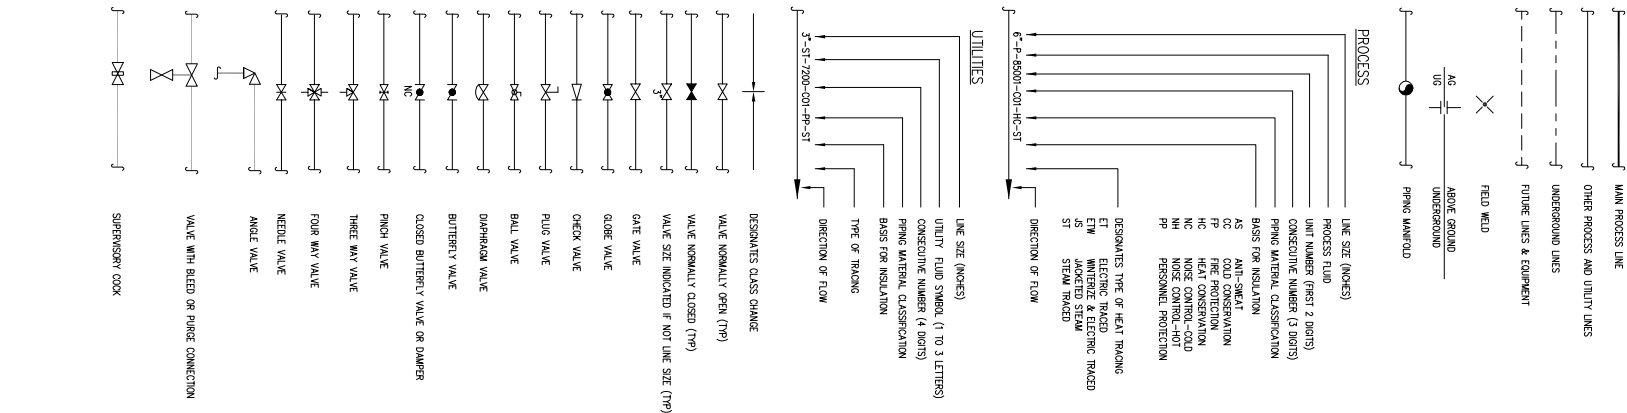 MAIN PROCESS LINE
OTHER PROCESS AND UTILITY LINES
UNDERGROUND LINES
FUTURE LINES & EQUIPMENT
FIELD WELD
AG
UG
ABOVE GROUND
UNDERGROUND
PIPING MANIFOLD
PROCESS
LINE SIZE (INCHES)
PROCESS FLUID
UNIT NUMBER (FIRST 2 DIGITS)
CONSECUTIVE NUMBER (3 DIGITS)
PIPING MATERIAL CLASSIFICATION
BASIS FOR INSULATION
AS ANTI-SWEAT
CC COLD CONSERVATION
FP FIRE PROTECTION
HC HEAT CONSERVATION
NC NOISE CONTROL-COLD
NH NOISE CONTROL-HOT
PP PERSONNEL PROTECTION
DESIGNATES TYPE OF HEAT TRACING
ET ELECTRIC TRACED
ETW WINTERIZE & ELECTRIC TRACED
JS JACKETED STEAM
ST STEAM TRACED
DIRECTION OF FLOW
6"-P-85001-C01-HC-ST
UTILITIES
LINE SIZE (INCHES)
UTILITY FLUID SYMBOL (1 TO 3 LETTERS)
CONSECUTIVE NUMBER (4 DIGITS)
PIPING MATERIAL CLASSIFICATION
BASIS FOR INSULATION
TYPE OF TRACING
DIRECTION OF FLOW
3"-ST-7200-C01-PP-ST
DESIGNATES CLASS CHANGE
VALVE NORMALLY OPEN (TYP)
VALVE NORMALLY CLOSED (TYP)
3"
VALVE SIZE INDICATED IF NOT LINE SIZE (TYP)
GATE VALVE
GLOBE VALVE
CHECK VALVE
PLUG VALVE
BALL VALVE
DIAPHRAGM VALVE
BUTTERFLY VALVE
NC
CLOSED BUTTERFLY VALVE OR DAMPER
PINCH VALVE
THREE WAY VALVE
FOUR WAY VALVE
NEEDLE VALVE
ANGLE VALVE
VALVE WITH BLEED OR PURGE CONNECTION
SUPERVISORY COCK